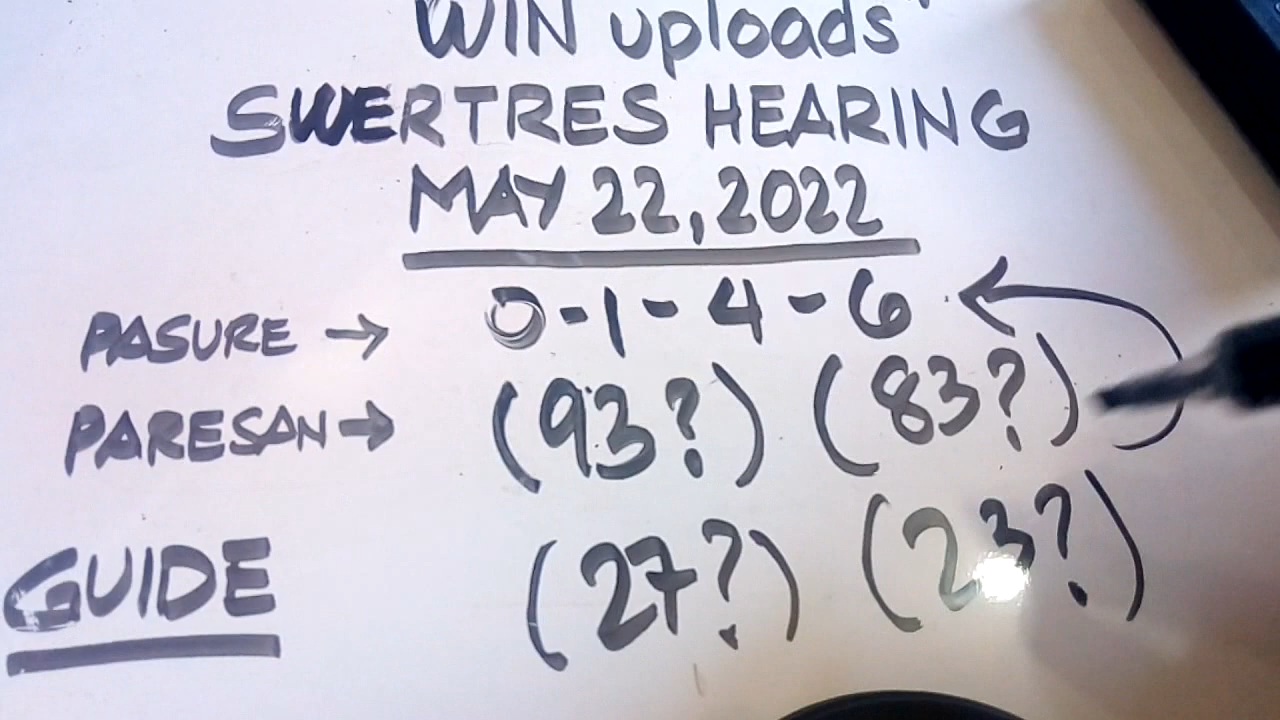 WIN uploads
SWERTRES HEARING
MAY 22, 2022
PASURE → 0-1-4-6
PARESAN → (93?) (83?)
GUIDE (27?) (23?)